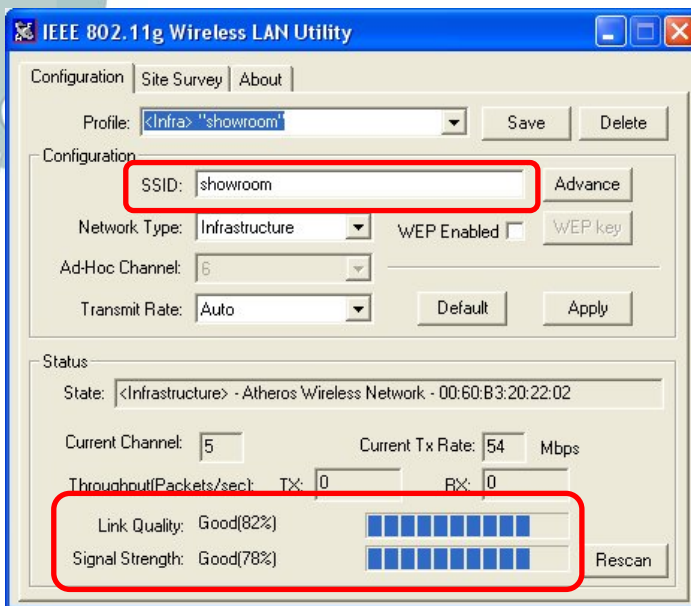 IEEE 802.11g Wireless LAN Utility
Configuration Site Survey About
Profile: <Infra> "showroom" Save Delete
Configuration
SSID: showroom Advance
Network Type: Infrastructure WEP Enabled WEP key
Ad-Hoc Channel: 6
Transmit Rate: Auto Default Apply
Status
State: <Infrastructure> - Atheros Wireless Network - 00:60:B3:20:22:02
Current Channel: 5 Current Tx Rate: 54 Mbps
Throughput(Packets/sec): TX: 0 RX: 0
Link Quality: Good(82%)
Signal Strength: Good(78%) Rescan